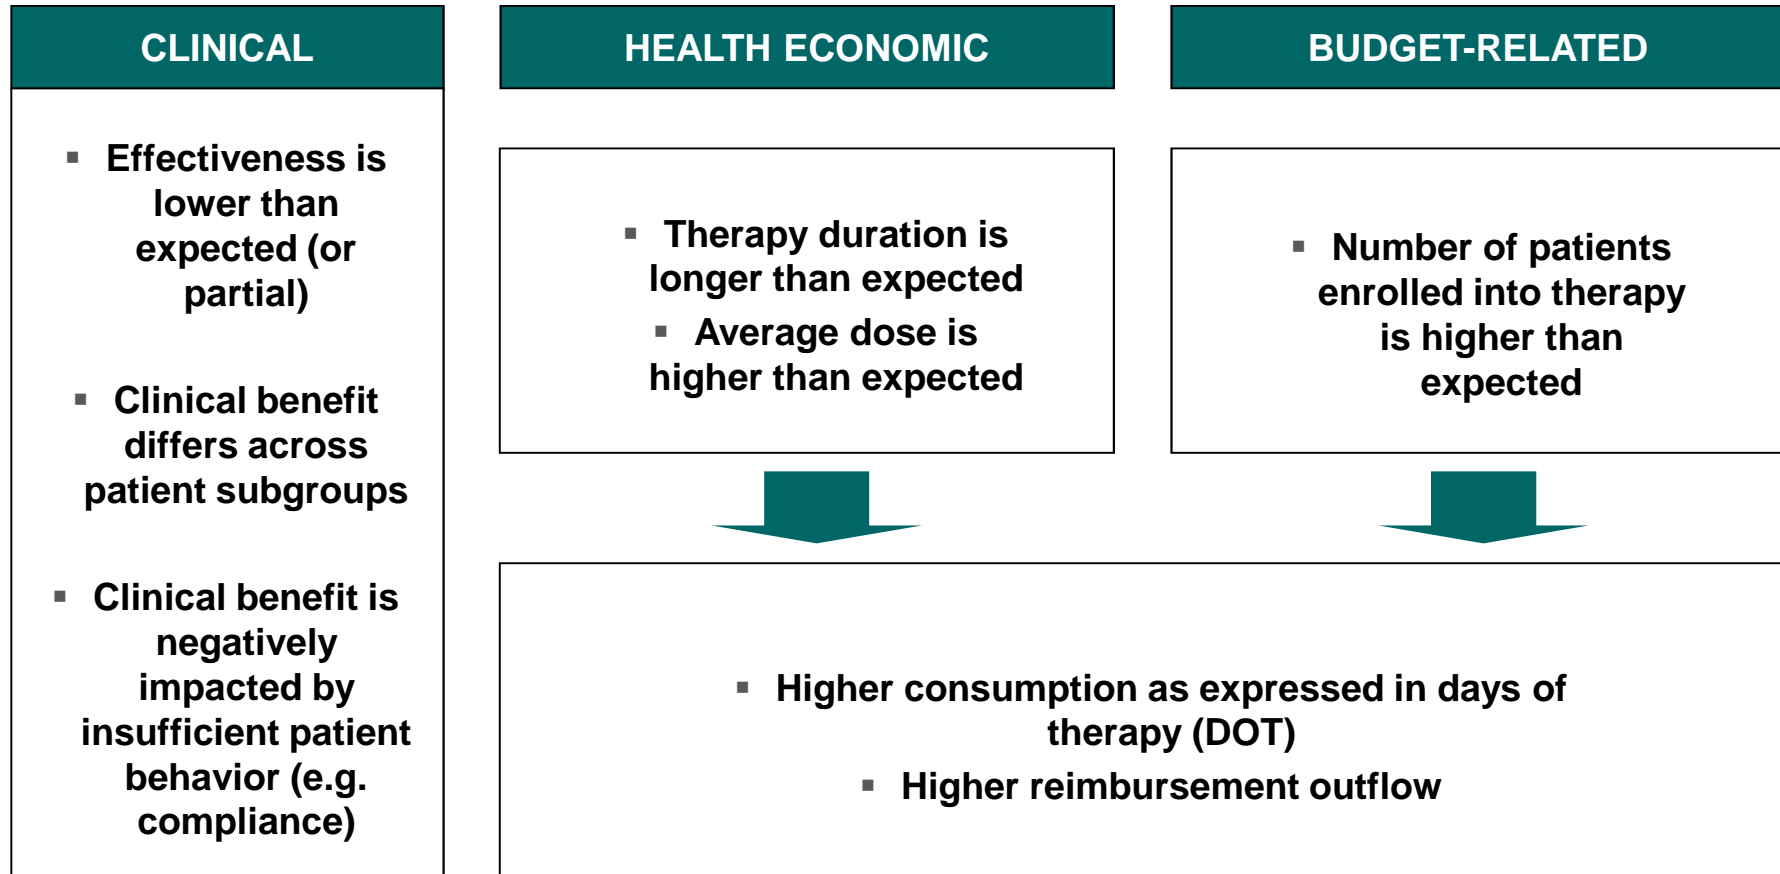 CLINICAL
▪ Effectiveness is
lower than
expected (or
partial)
▪ Clinical benefit
differs across
patient subgroups
▪ Clinical benefit is
negatively
impacted by
insufficient patient
behavior (e.g.
compliance)
HEALTH ECONOMIC
▪ Therapy duration is
longer than expected
▪ Average dose is
higher than expected
BUDGET-RELATED
▪ Number of patients
enrolled into therapy
is higher than
expected
▪ Higher consumption as expressed in days of
therapy (DOT)
▪ Higher reimbursement outflow